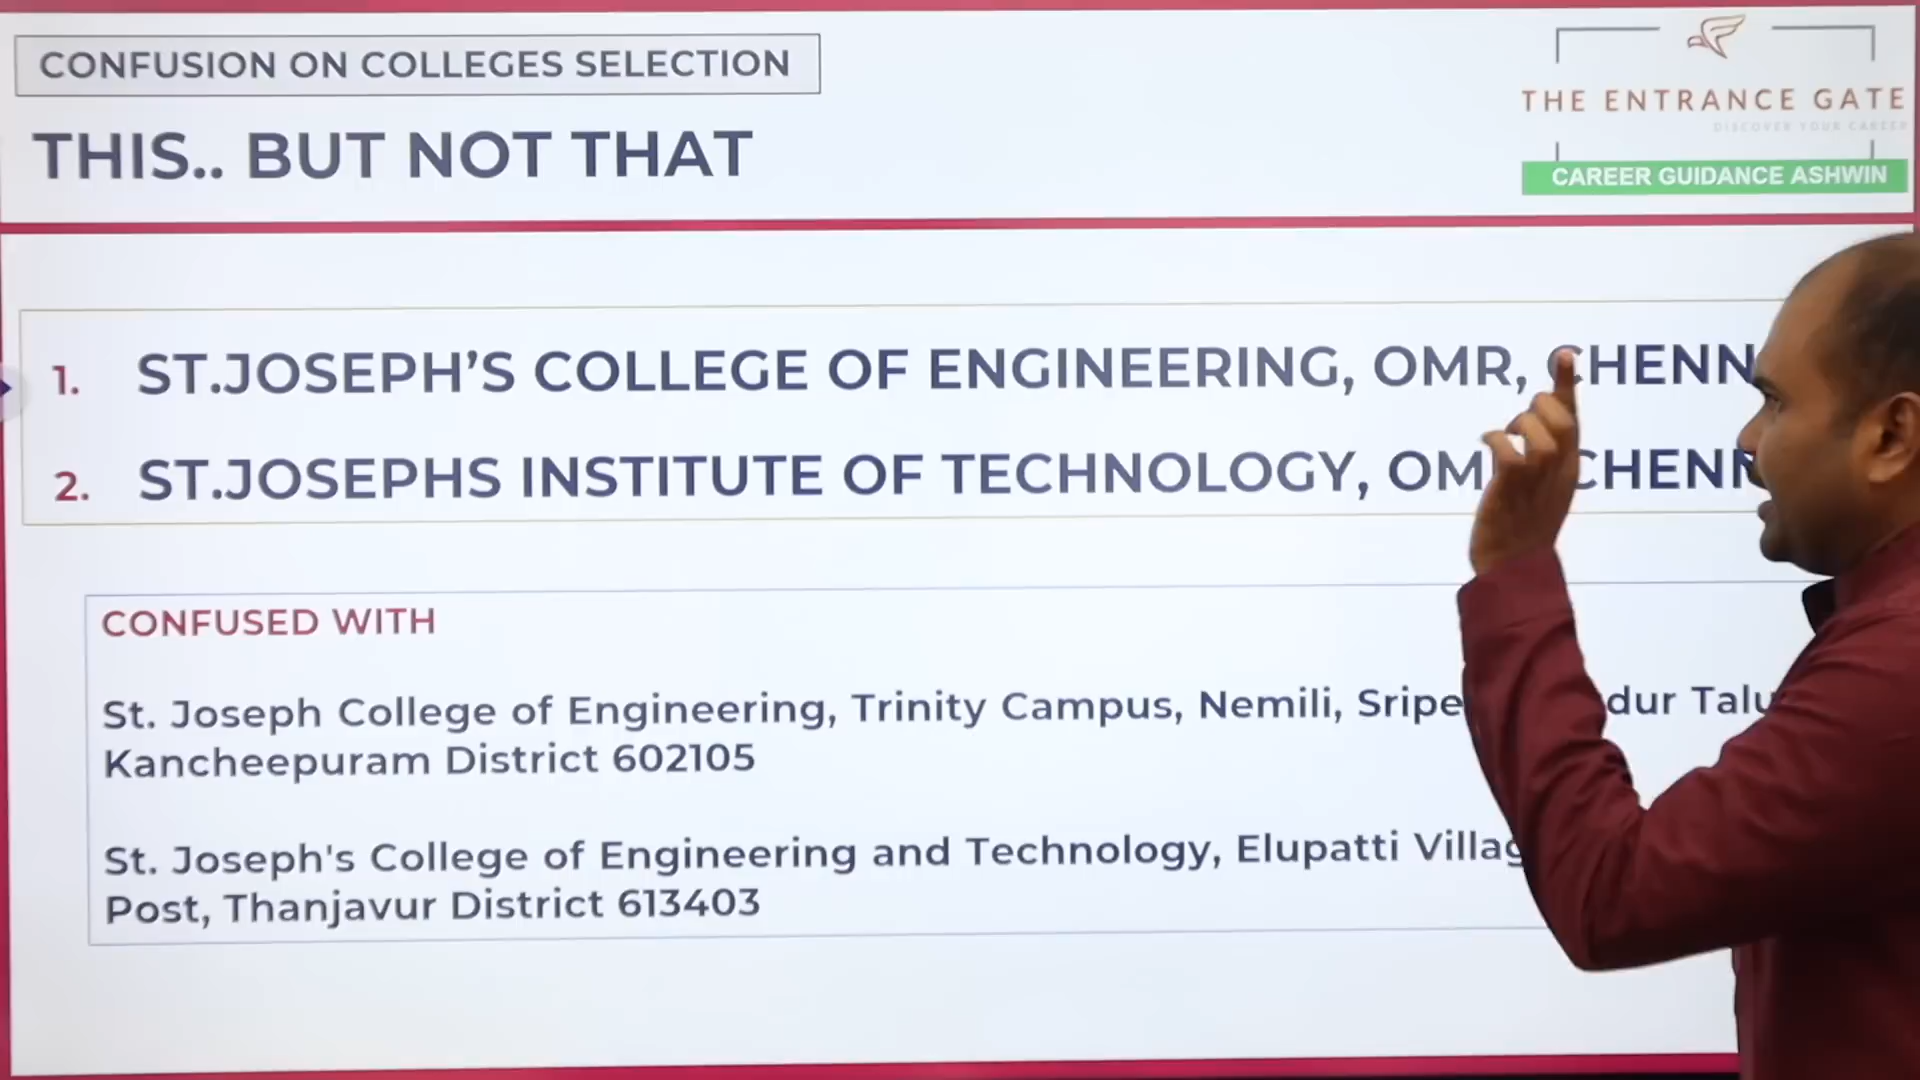 CONFUSION ON COLLEGES SELECTION
THIS.. BUT NOT THAT
THE ENTRANCE GATE
DISCOVER YOUR CAREER
CAREER GUIDANCE ASHWIN
1. ST.JOSEPH’S COLLEGE OF ENGINEERING, OMR, CHENN
2. ST.JOSEPHS INSTITUTE OF TECHNOLOGY, OM CHENN
CONFUSED WITH
St. Joseph College of Engineering, Trinity Campus, Nemili, Sripe dur Talu
Kancheepuram District 602105
St. Joseph's College of Engineering and Technology, Elupatti Villag
Post, Thanjavur District 613403